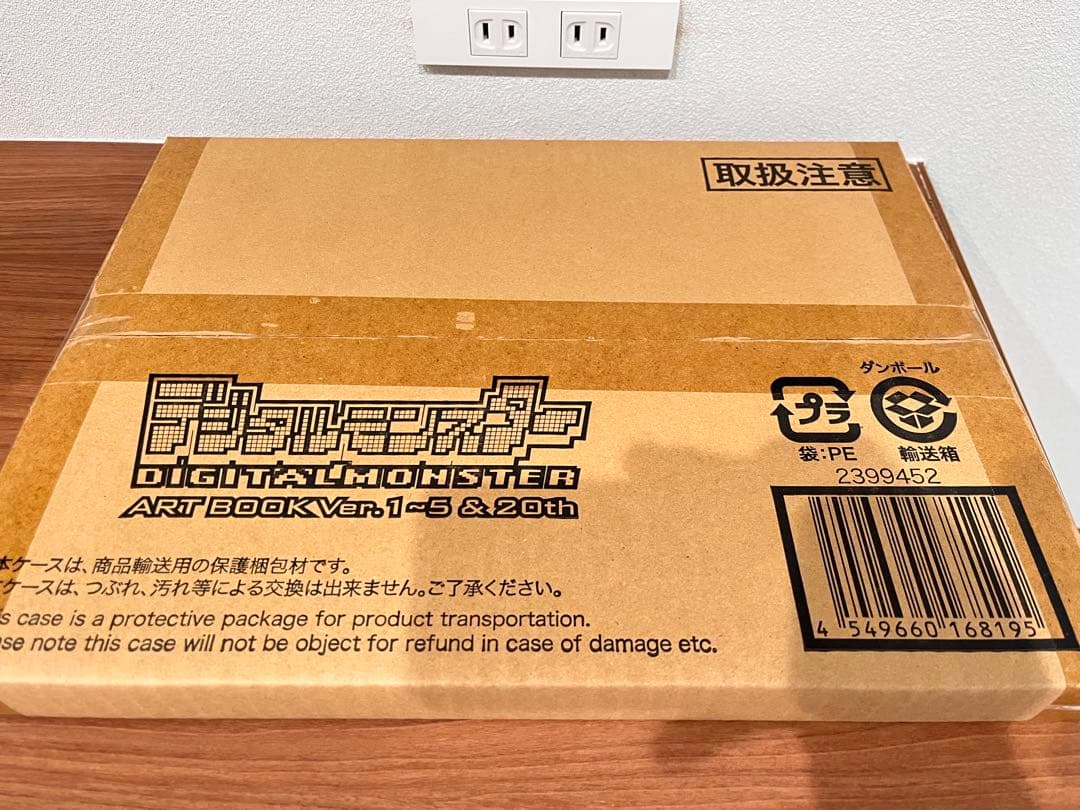 取扱注意
デジタルモンスター
DIGITAL MONSTER
ART BOOK Ver. 1~5 & 20th
ダンボール
プラ
袋:PE
輸送箱
2399452
4 549660 168195
本ケースは、商品輸送用の保護梱包材です。
ケースは、つぶれ、汚れ等による交換は出来ません。ご了承ください。
case is a protective package for product transportation.
note this case will not be object for refund in case of damage etc.